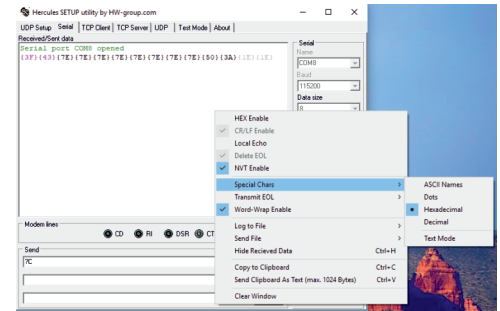 Hercules SETUP utility by HW-group.com
UDP Setup Serial TCP Client TCP Server UDP Test Mode About
Received/Sent data
Serial port COM8 opened
{3F}{43}{7E}{7E}{7E}{7E}{7E}{7E}{7E}{7E}{50}{3A}{1E}{1E}
Serial
Name
COM8
Baud
115200
Data size
8
HEX Enable
CR/LF Enable
Local Echo
Delete EOL
NVT Enable
Special Chars
Transmit EOL
Word-Wrap Enable
Log to File
Send File
Hide Recieved Data Ctrl+H
Copy to Clipboard Ctrl+C
Send Clipboard As Text (max. 1024 Bytes) Ctrl+V
Clear Window
ASCII Names
Dots
Hexadecimal
Decimal
Text Mode
Modem lines
CD RI DSR CT
Send
7C